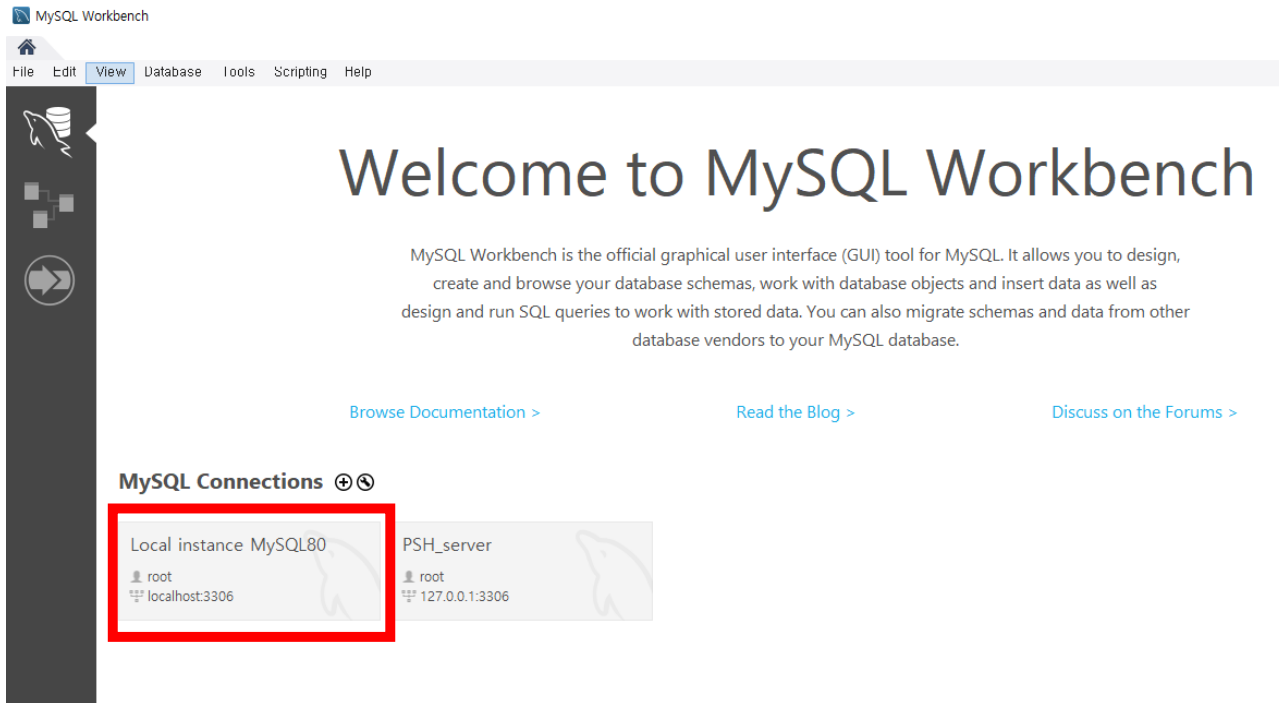 MySQL Workbench
File Edit View Database Tools Scripting Help
Welcome to MySQL Workbench
MySQL Workbench is the official graphical user interface (GUI) tool for MySQL. It allows you to design,
create and browse your database schemas, work with database objects and insert data as well as
design and run SQL queries to work with stored data. You can also migrate schemas and data from other
database vendors to your MySQL database.
Browse Documentation > Read the Blog > Discuss on the Forums >
MySQL Connections
Local instance MySQL80
root
localhost:3306
PSH_server
root
127.0.0.1:3306